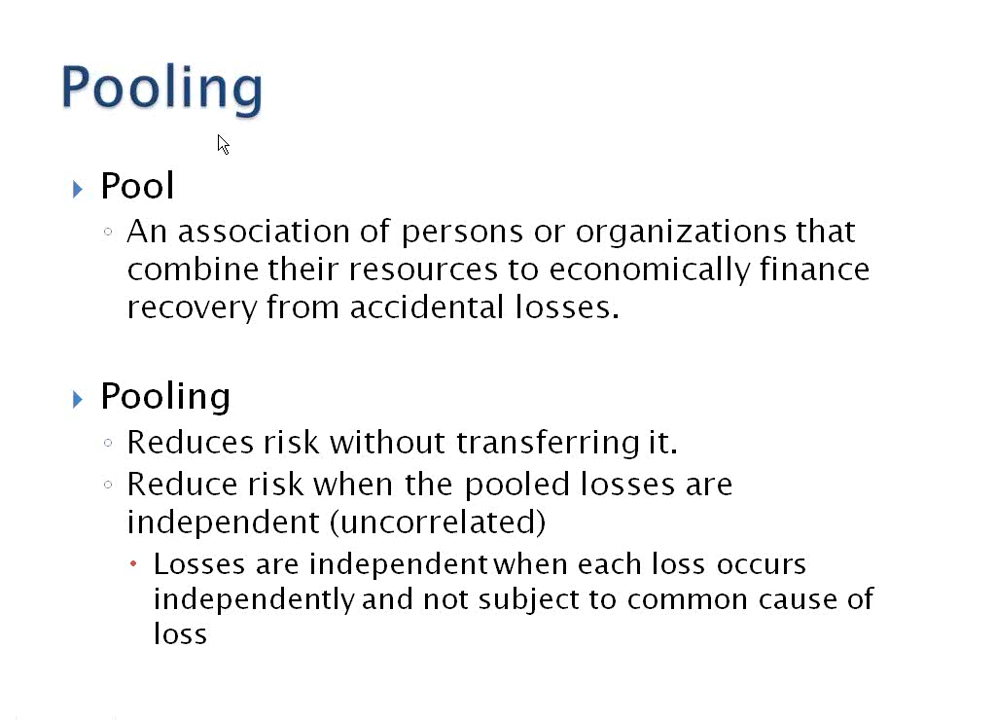 Pooling
Pool
An association of persons or organizations that
combine their resources to economically finance
recovery from accidental losses.
Pooling
Reduces risk without transferring it.
Reduce risk when the pooled losses are
independent (uncorrelated)
Losses are independent when each loss occurs
independently and not subject to common cause of
loss